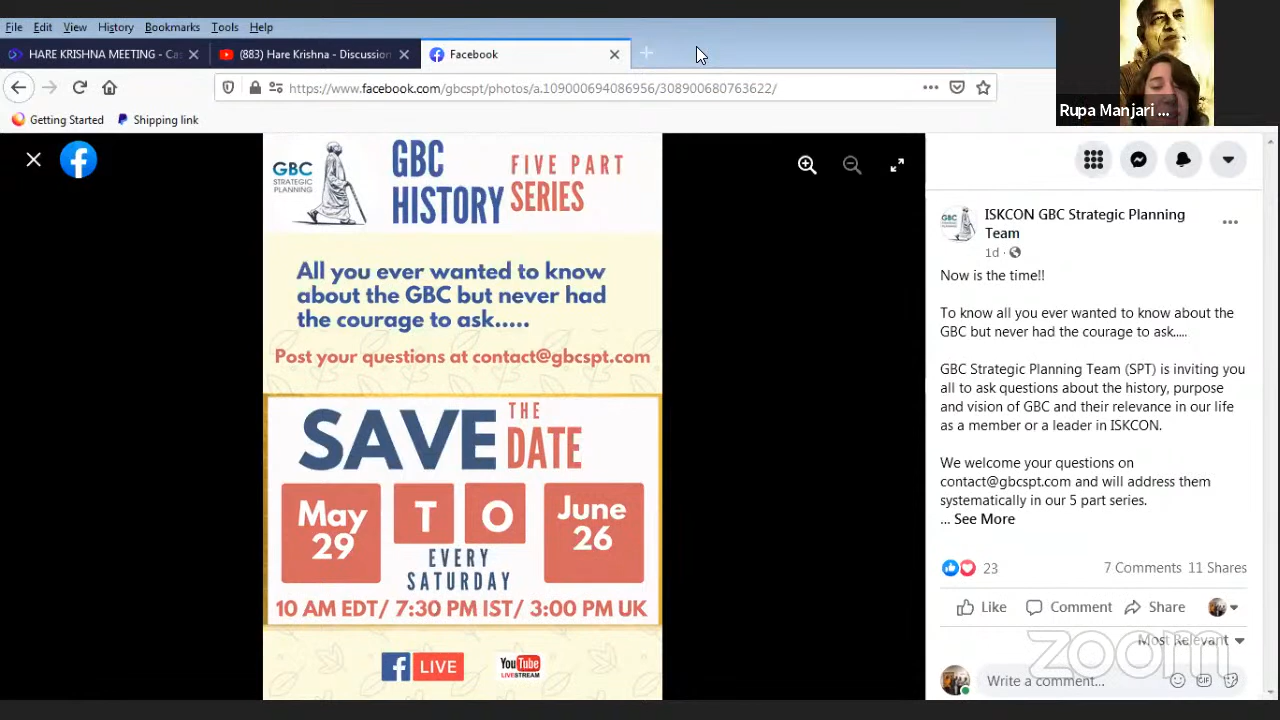 File Edit View History Bookmarks Tools Help
HARE KRISHNA MEETING - Ca
(883) Hare Krishna - Discussion
Facebook
https://www.facebook.com/gbcspt/photos/a.109000694086956/308900680763622/
Getting Started
Shipping link
Rupa Manjari ...
GBC
STRATEGIC
PLANNING
GBC
HISTORY
FIVE PART
SERIES
All you ever wanted to know
about the GBC but never had
the courage to ask.....
Post your questions at contact@gbcspt.com
SAVE
THE
DATE
May
29
TO
June
26
EVERY
SATURDAY
10 AM EDT/ 7:30 PM IST/ 3:00 PM UK
LIVE
YouTube
LIVESTREAM
ISKCON GBC Strategic Planning
Team
1d
Now is the time!!
To know all you ever wanted to know about the
GBC but never had the courage to ask.....
GBC Strategic Planning Team (SPT) is inviting you
all to ask questions about the history, purpose
and vision of GBC and their relevance in our life
as a member or a leader in ISKCON.
We welcome your questions on
contact@gbcspt.com and will address them
systematically in our 5 part series.
... See More
23
7 Comments 11 Shares
Like Comment Share
Most Relevant
zoom
Write a comment...
GIF